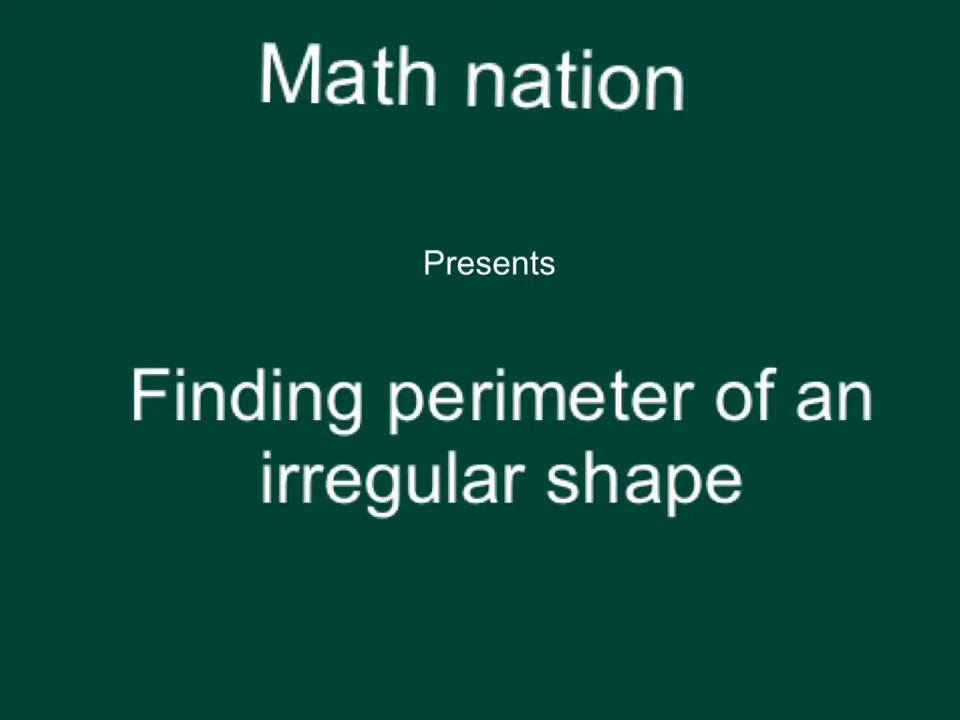 Math nation
Presents
Finding perimeter of an
irregular shape